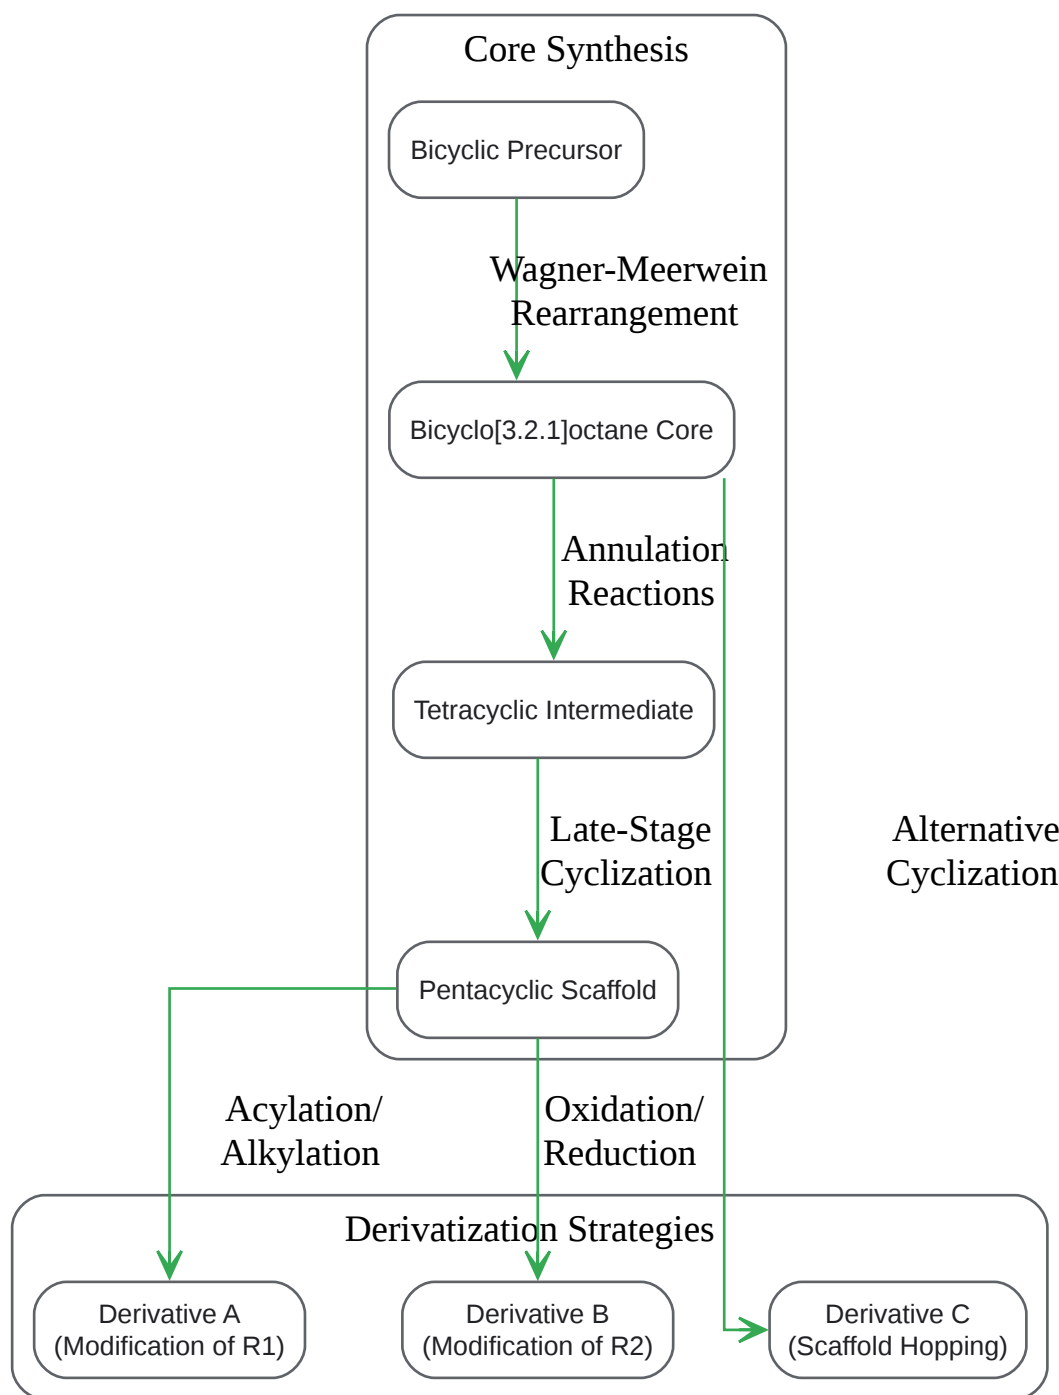 Core Synthesis
Bicyclic Precursor
Wagner-Meerwein
Rearrangement
Bicyclo[3.2.1]octane Core
Annulation
Reactions
Tetracyclic Intermediate
Late-Stage
Cyclization
Alternative
Cyclization
Pentacyclic Scaffold
Acylation/
Alkylation
Oxidation/
Reduction
Derivatization Strategies
Derivative A
(Modification of R1)
Derivative B
(Modification of R2)
Derivative C
(Scaffold Hopping)